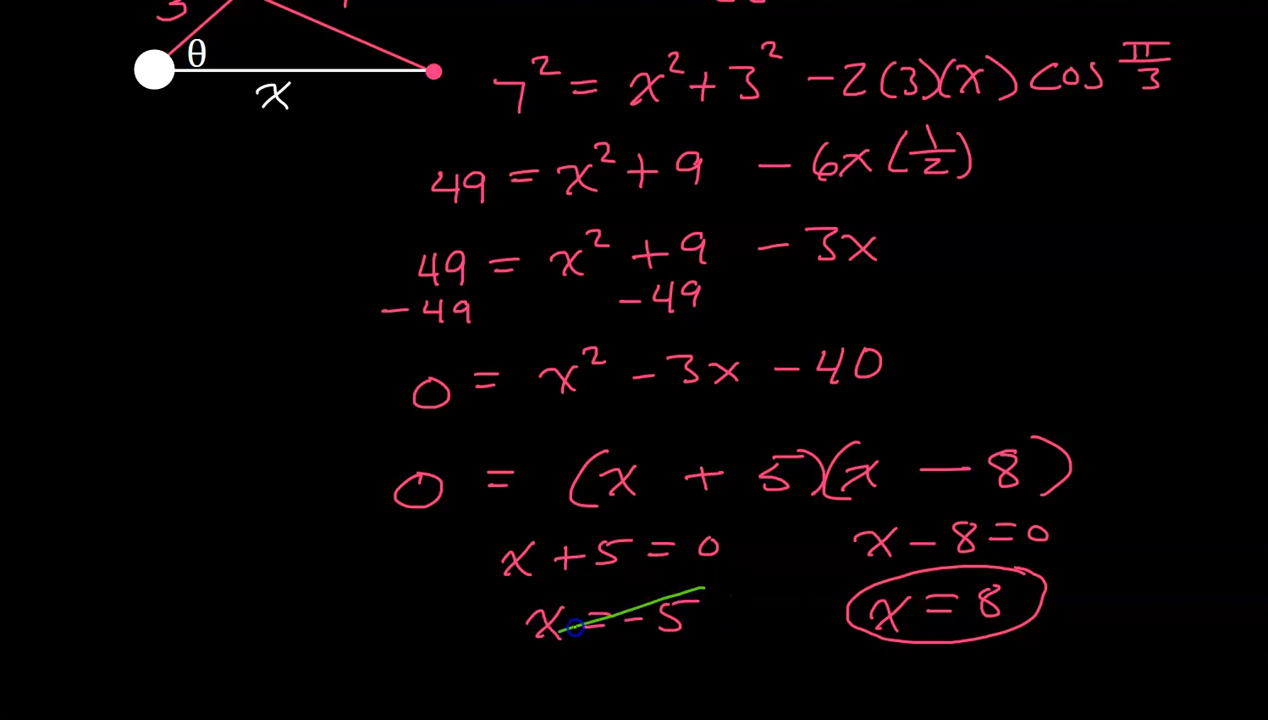 3
θ
x
7² = x² + 3² - 2(3)(x) cos π/3
49 = x² + 9 - 6x(1/2)
49 = x² + 9 - 3x
-49 -49
0 = x² - 3x - 40
0 = (x + 5)(x - 8)
x + 5 = 0 x - 8 = 0
x = -5 x = 8